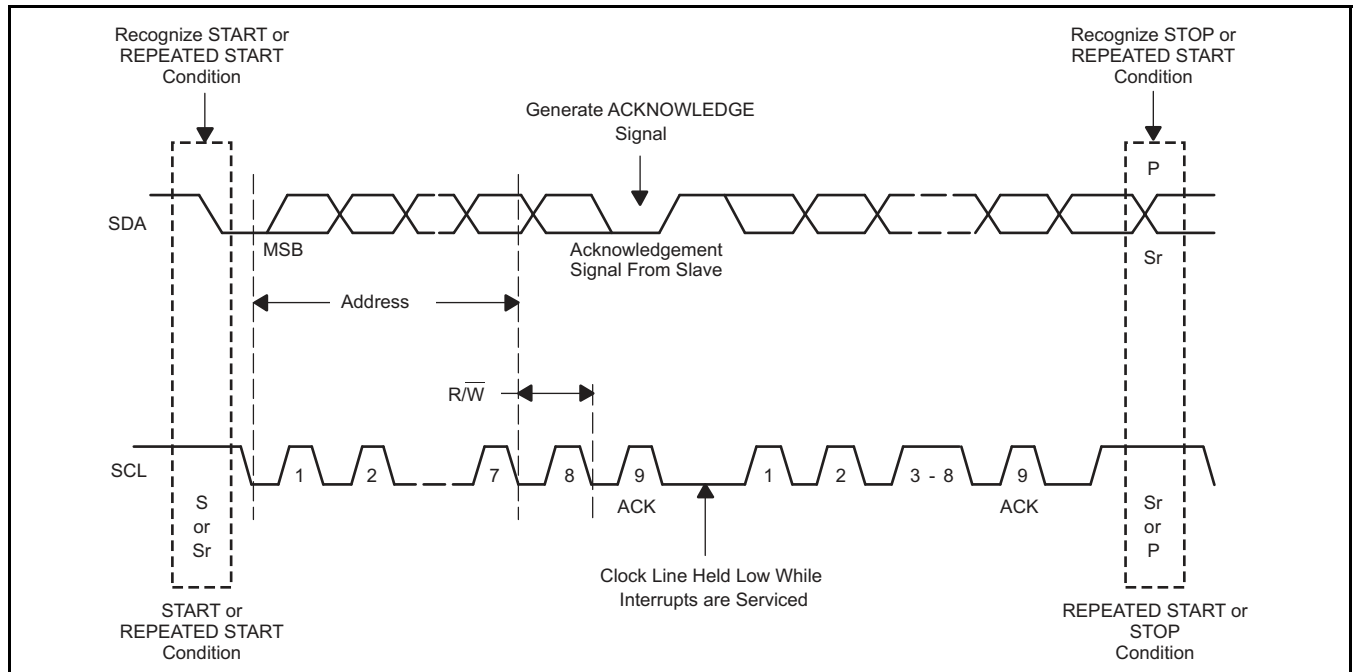 Recognize START or
REPEATED START
Condition
Recognize STOP or
REPEATED START
Condition
Generate ACKNOWLEDGE
Signal
P
SDA
MSB
Acknowledgement
Signal From Slave
Sr
Address
R/W̅
SCL
1
2
7
8
9
1
2
3 - 8
9
ACK
ACK
S
or
Sr
Sr
or
P
Clock Line Held Low While
Interrupts are Serviced
START or
REPEATED START
Condition
REPEATED START or
STOP
Condition